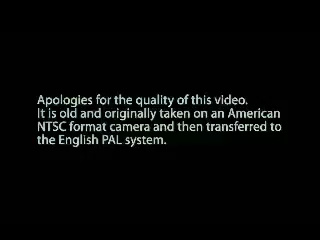 Apologies for the quality of this video.
It is old and originally taken on an American
NTSC format camera and then transferred to
the English PAL system.